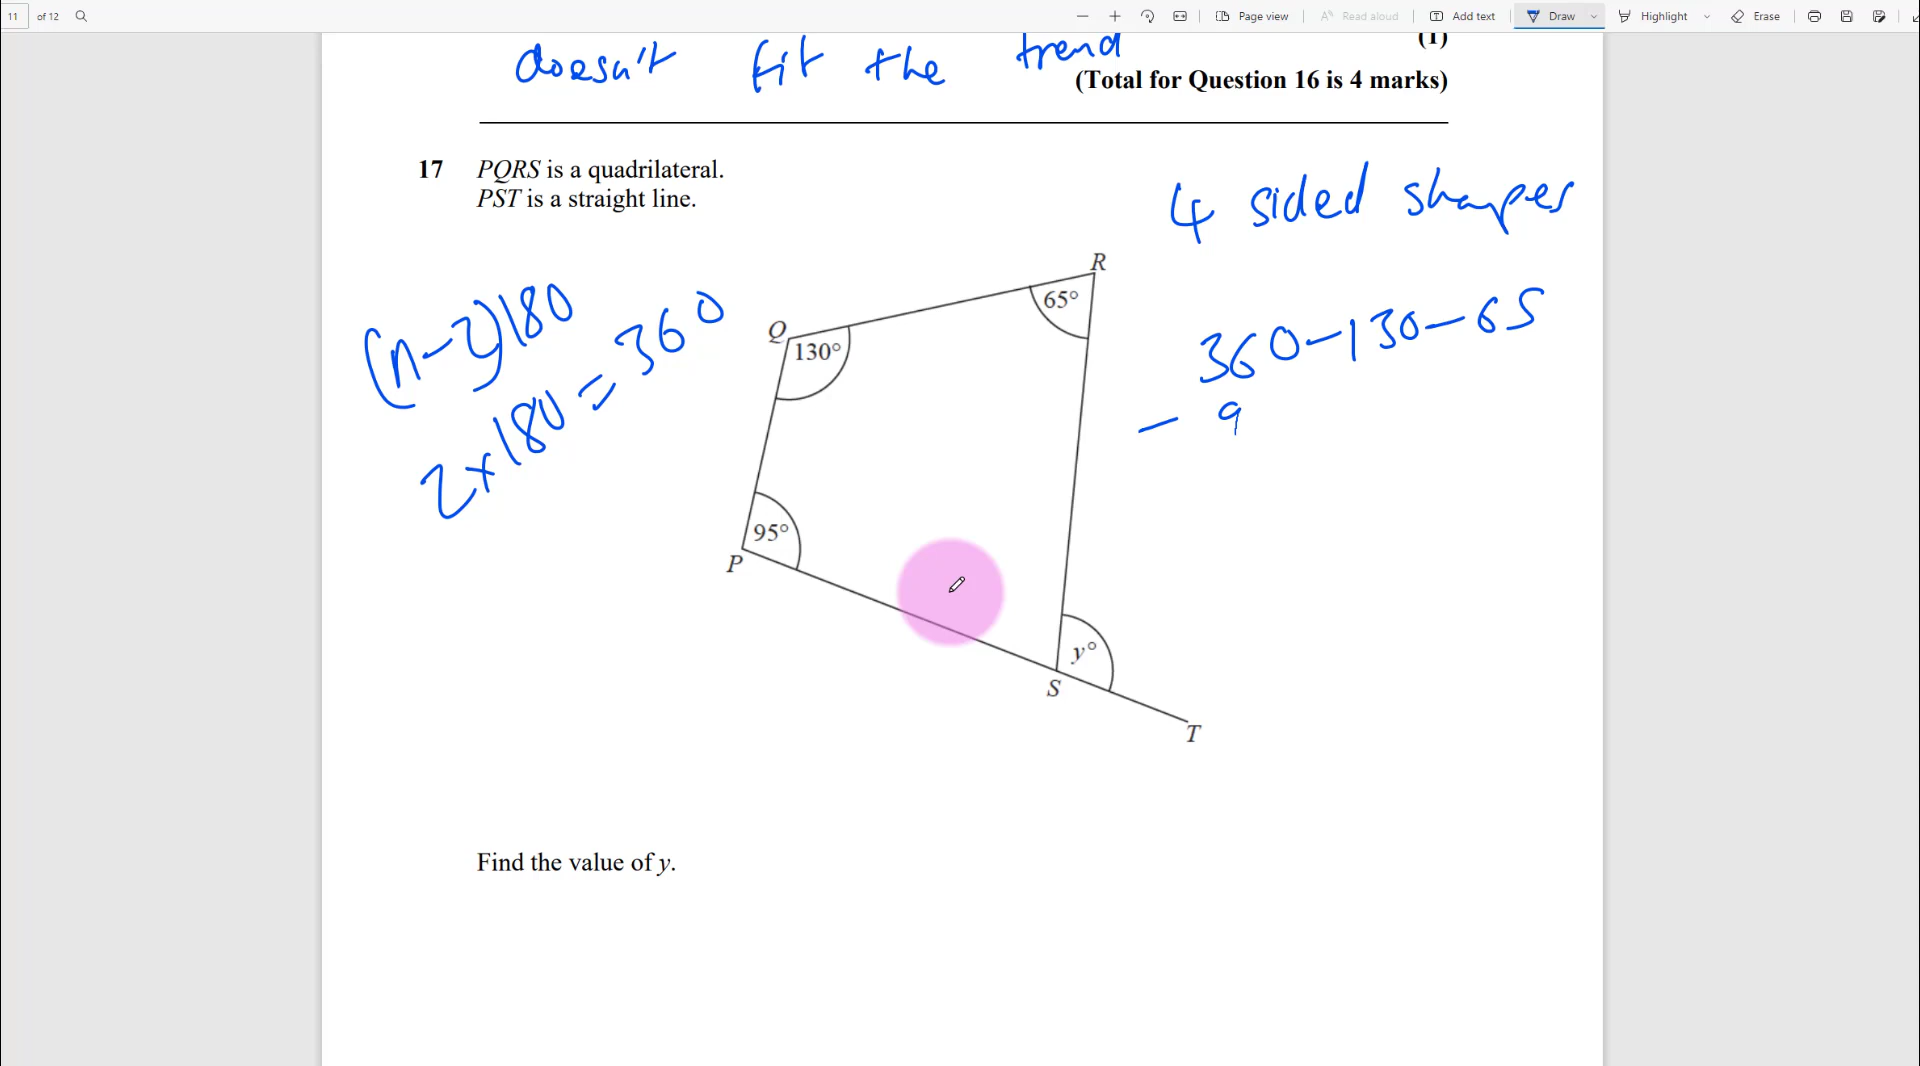 11 of 12 Page view Read aloud Add text Draw Highlight Erase
doesn't fit the trend
(1)
(Total for Question 16 is 4 marks)
17 PQRS is a quadrilateral.
PST is a straight line.
4 sided shapes
R
65°
(n-2)180
2×180=360
Q
130°
360-130-65
- 9
95°
P
y°
S
T
Find the value of y.